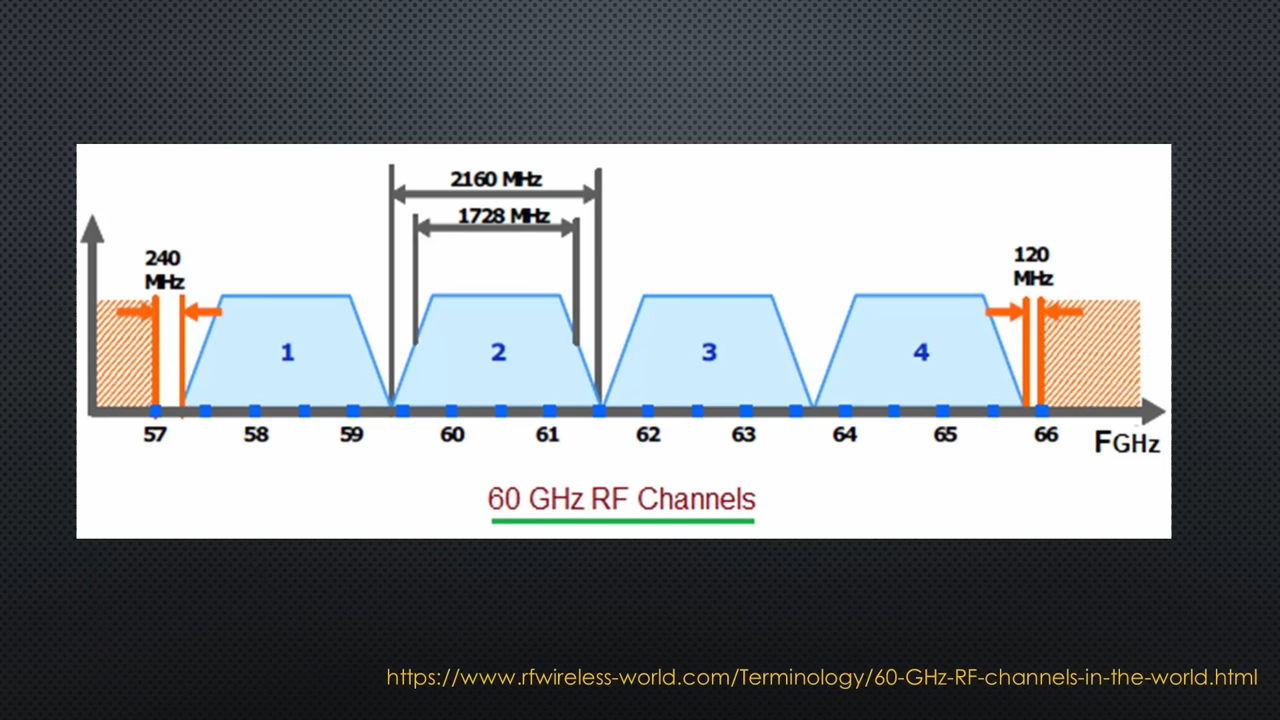 2160 MHz
1728 MHz
240
MHz
120
MHz
1 2 3 4
57 58 59 60 61 62 63 64 65 66
FGHz
60 GHz RF Channels
https://www.rfwireless-world.com/Terminology/60-GHz-RF-channels-in-the-world.html